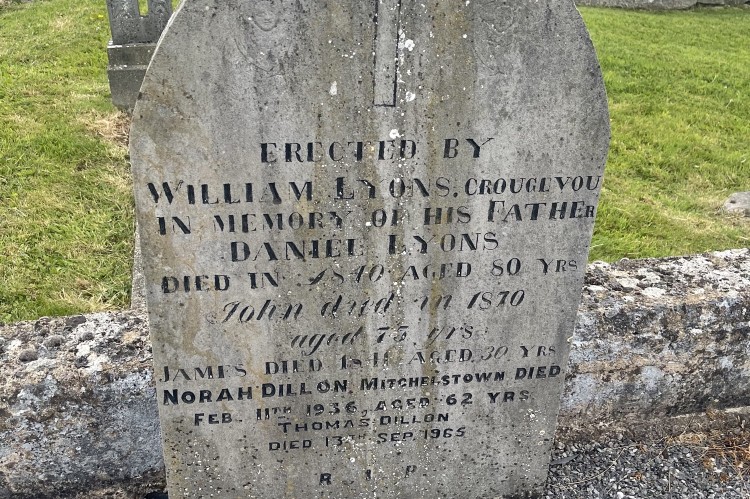 ERECTED BY
WILLIAM LYONS, CROUGLYOU
IN MEMORY OF HIS FATHER
DANIEL LYONS
DIED IN 1840 AGED 80 YRS
John died in 1870
aged 75 yrs
JAMES DIED AGED 30 YRS
NORAH DILLON MITCHELSTOWN DIED
FEB. 11TH 1936, AGED 62 YRS
THOMAS DILLON
DIED 13TH SEP. 1965
R I P